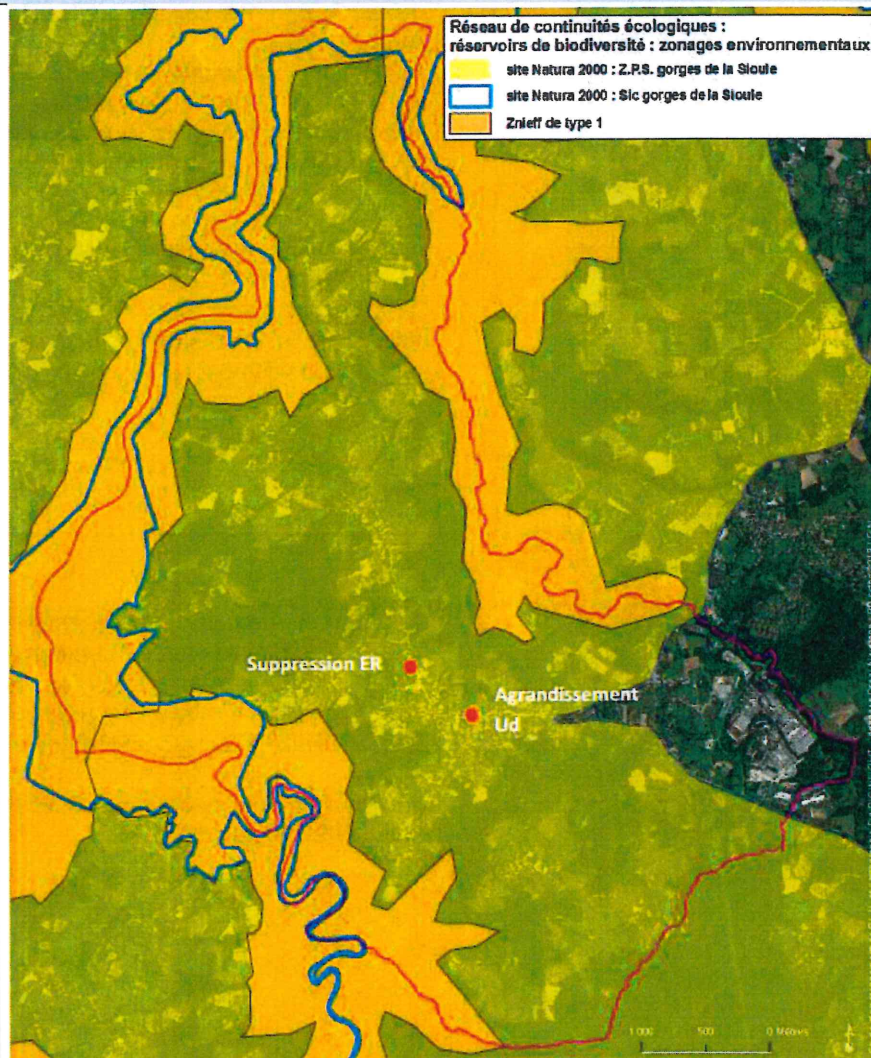 Réseau de continuités écologiques :
réservoirs de biodiversité : zonages environnementaux
site Natura 2000 : Z.P.S. gorges de la Sioule
site Natura 2000 : Sic gorges de la Sioule
Znieff de type 1
Suppression ER
Agrandissement
Ud
1 000 500 0 Mètres